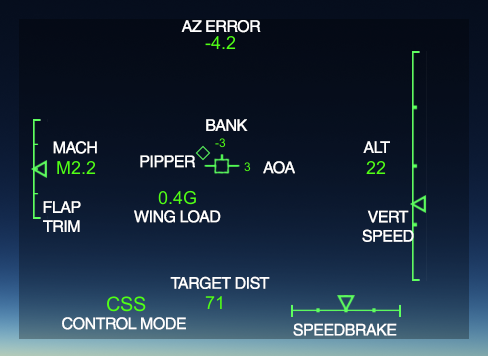 AZ ERROR
-4.2
BANK
-3
MACH
PIPPER
3
AOA
ALT
M2.2
22
0.4G
WING LOAD
FLAP
TRIM
VERT
SPEED
TARGET DIST
CSS
71
CONTROL MODE
SPEEDBRAKE